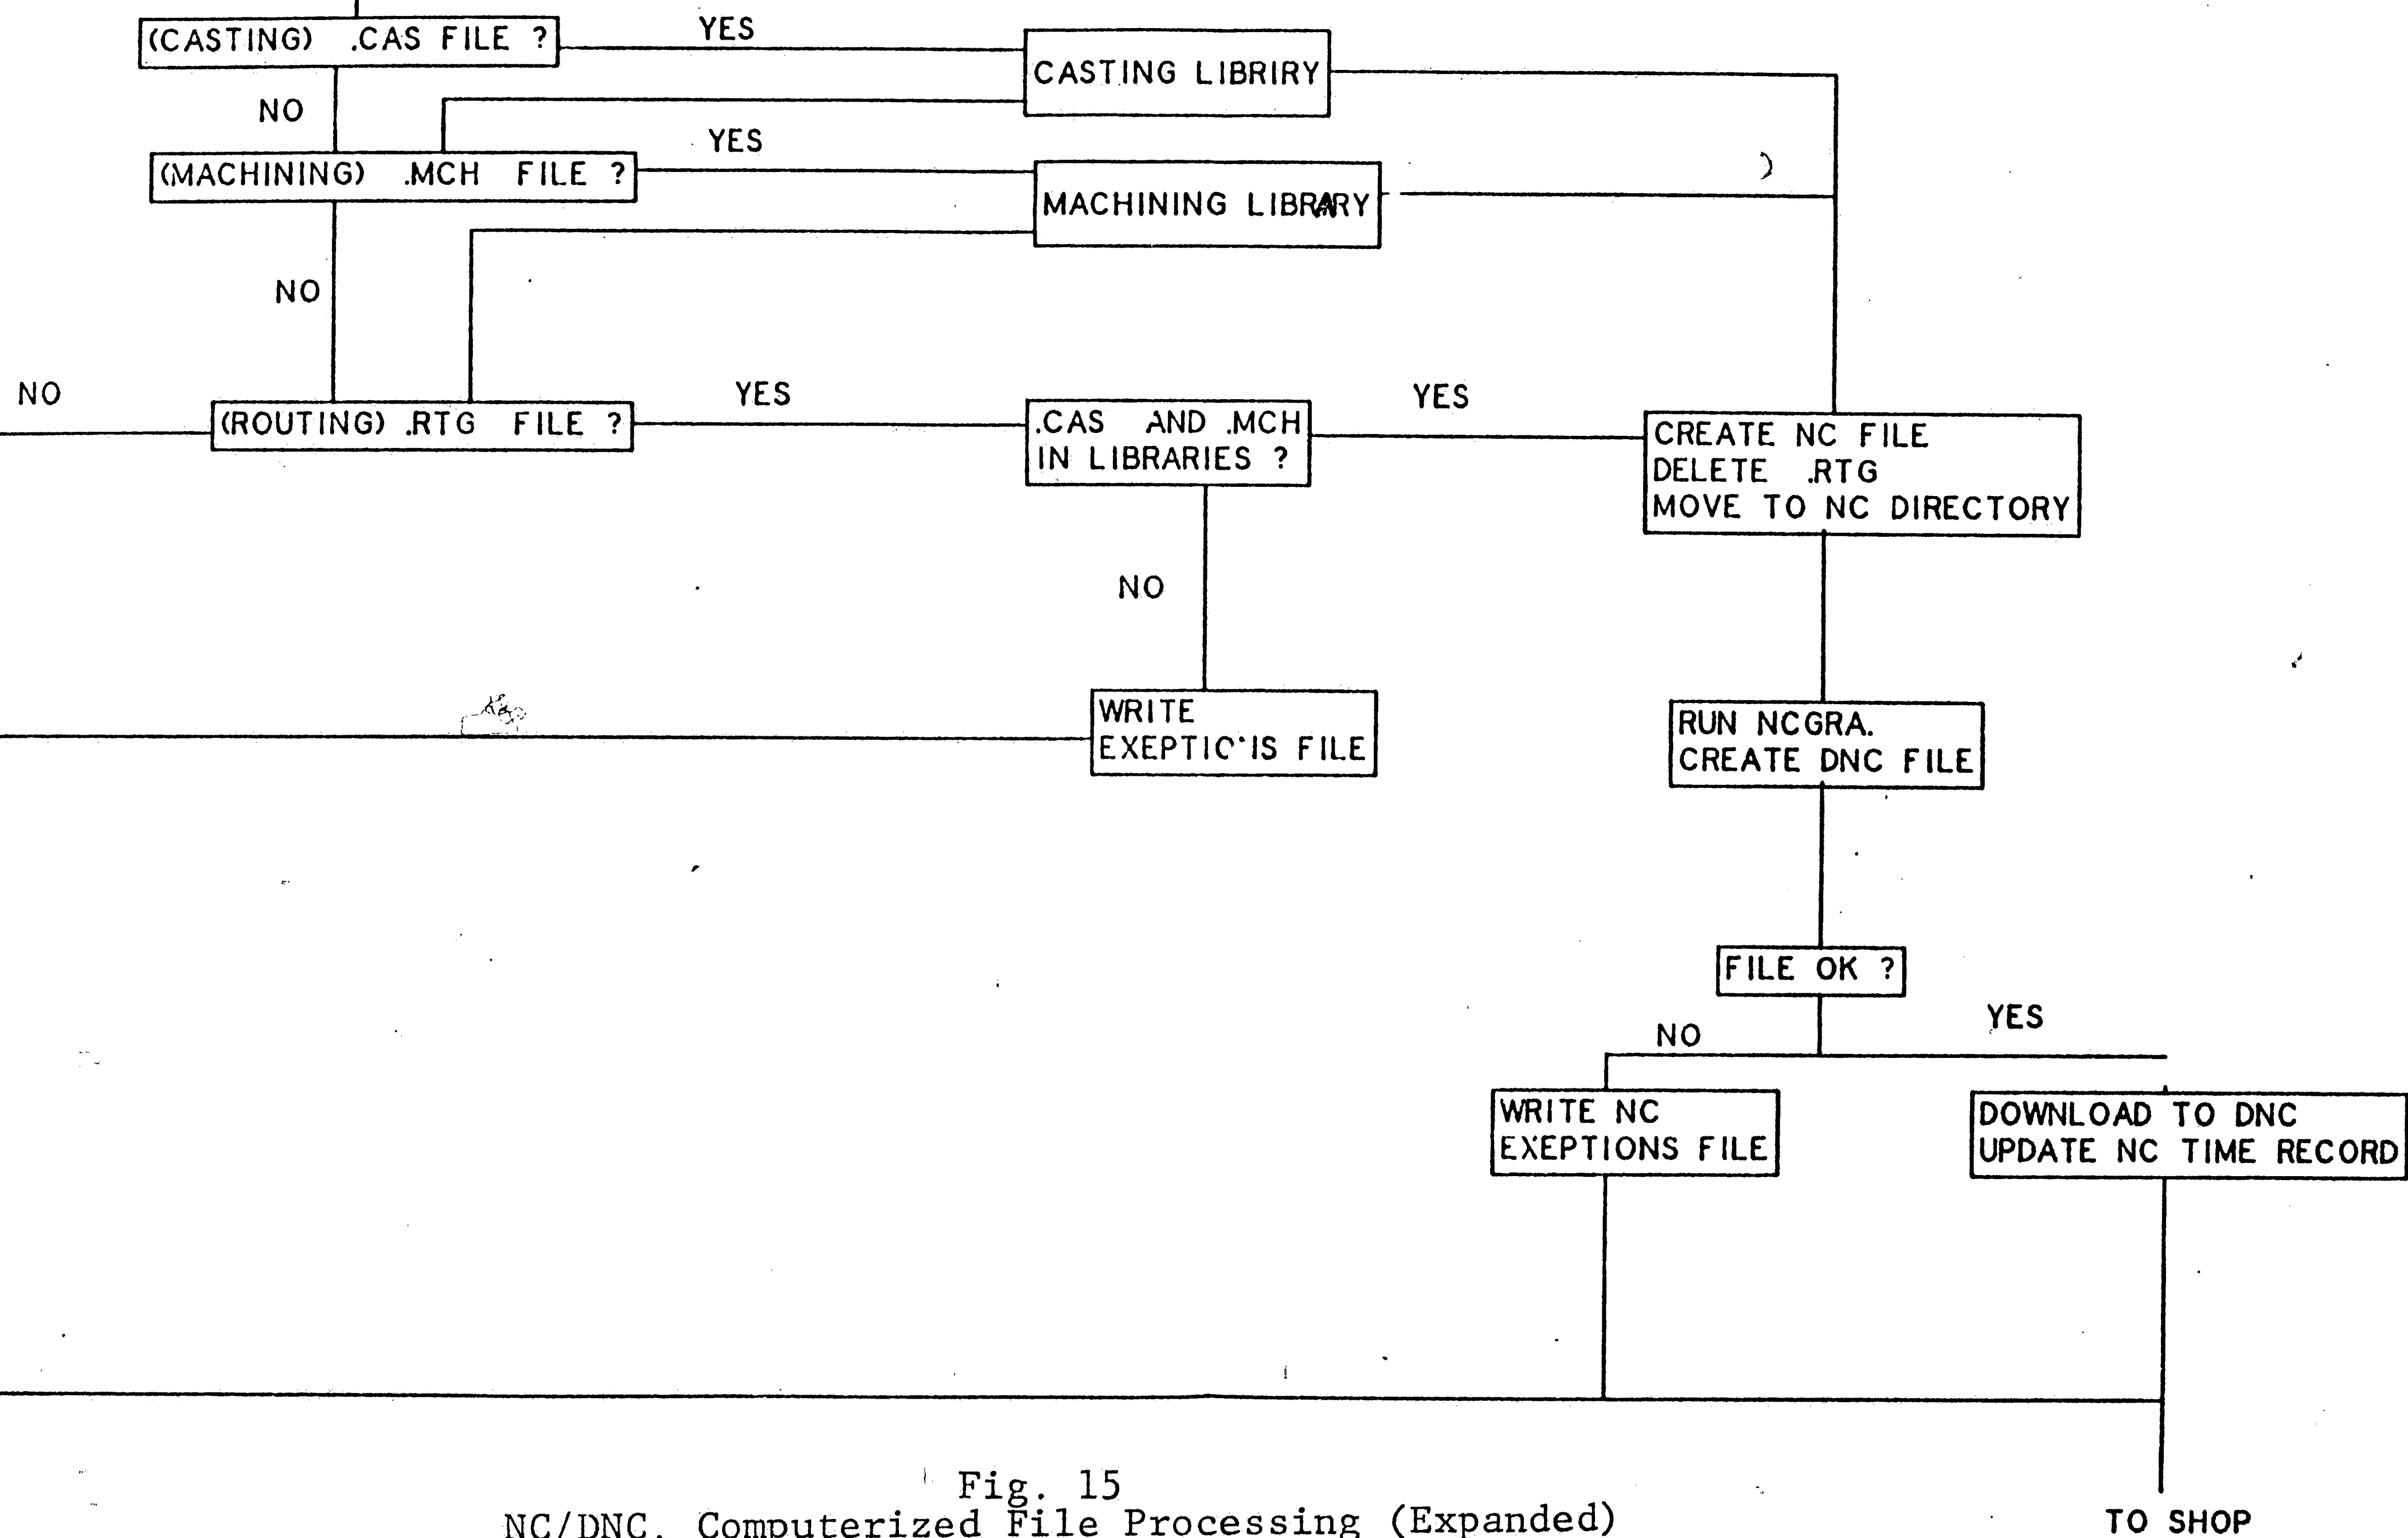 YES
(CASTING) .CAS FILE ?
CASTING LIBRIRY
NO
YES
(MACHINING) .MCH FILE ?
MACHINING LIBRARY
NO
NO
(ROUTING) .RTG FILE ?
YES
.CAS AND .MCH
IN LIBRARIES ?
YES
CREATE NC FILE
DELETE .RTG
MOVE TO NC DIRECTORY
NO
WRITE
FILE
RUN NCGRA.
CREATE DNC FILE
FILE OK ?
NO
YES
WRITE NC
EXEPTIONS FILE
DOWNLOAD TO DNC
UPDATE NC TIME RECORD
Fig. 15
NC/DNC. Computerized File Processing (Expanded)
TO SHOP